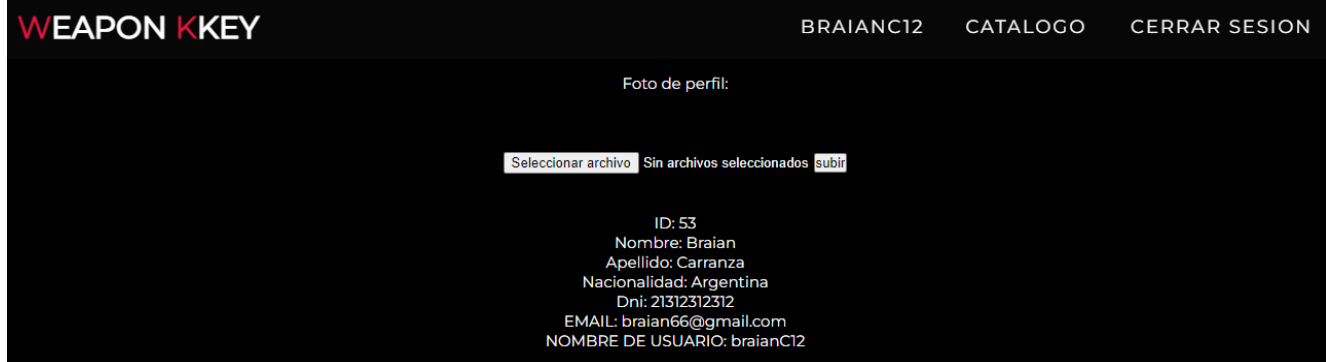 WEAPON KKEY BRAIANC12 CATALOGO CERRAR SESION
Foto de perfil:
Seleccionar archivo Sin archivos seleccionados subir
ID: 53
Nombre: Braian
Apellido: Carranza
Nacionalidad: Argentina
Dni: 21312312312
EMAIL: braian66@gmail.com
NOMBRE DE USUARIO: braianC12